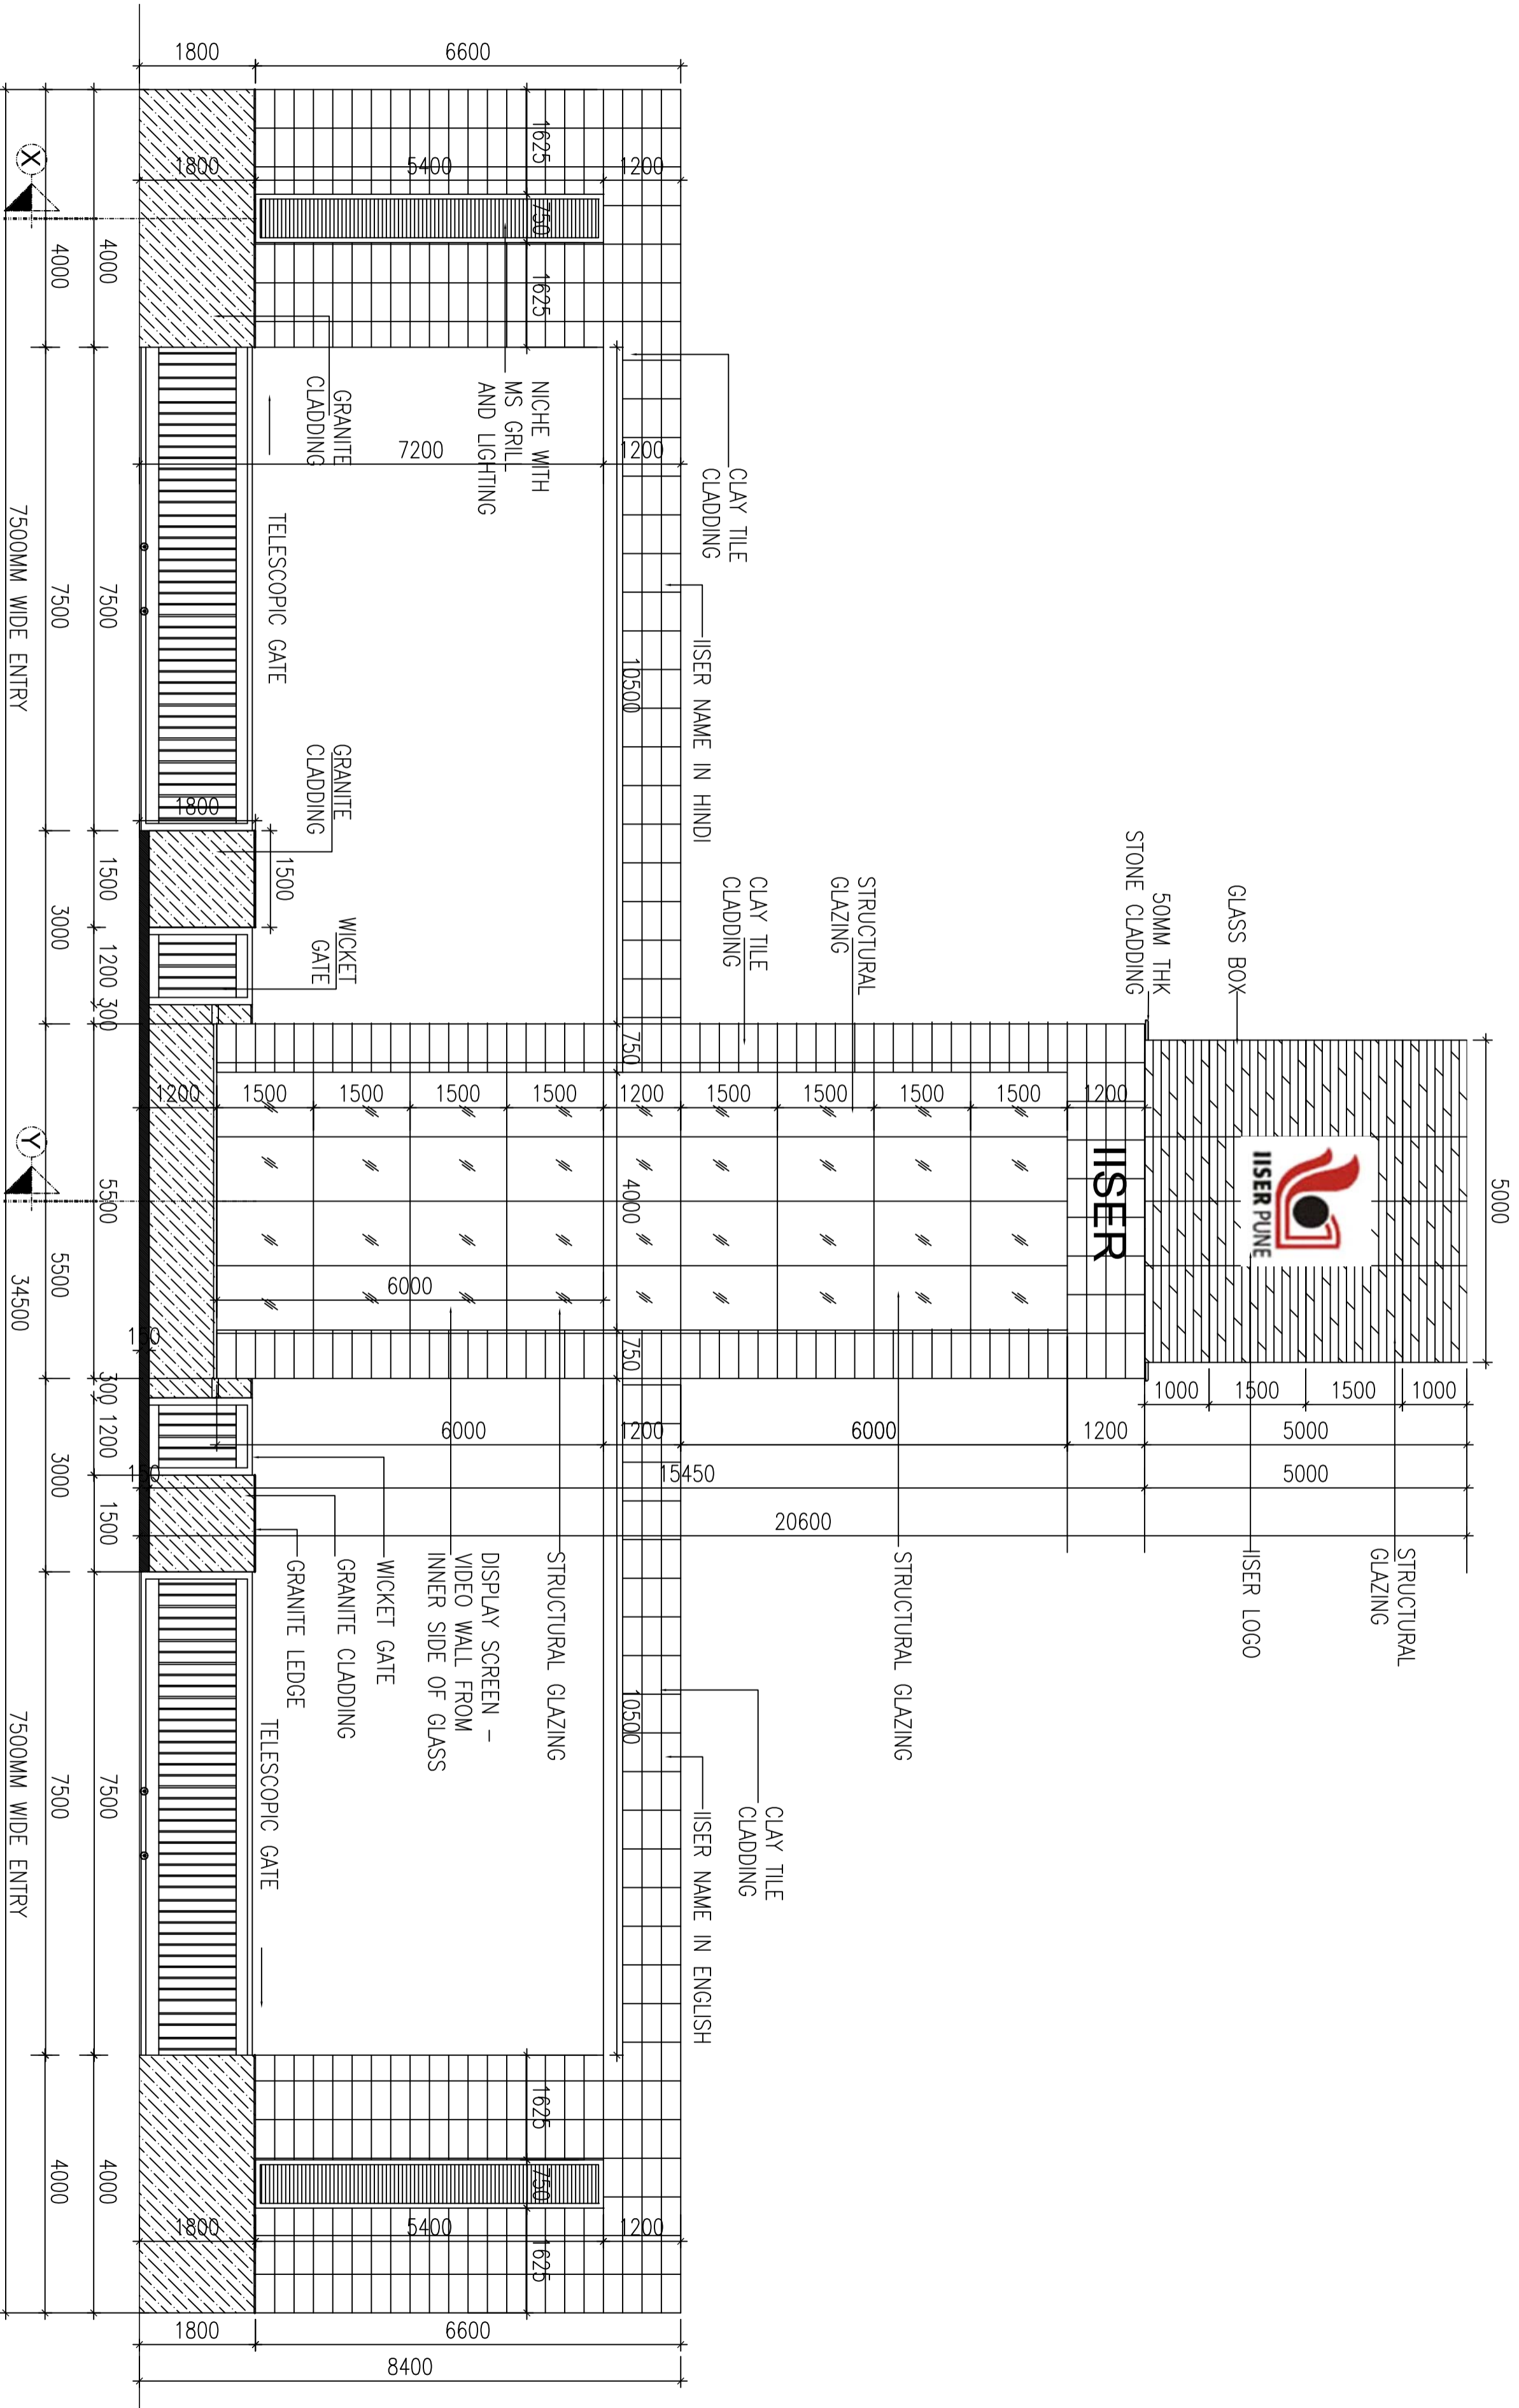 5000
GLASS BOX
50MM THK
STONE CLADDING
STRUCTURAL
GLAZING
IISER LOGO
IISER PUNE
IISER
1000
1500
1500
1000
5000
5000
1200
6000
1200
6000
15450
20600
STRUCTURAL
GLAZING
CLAY TILE
CLADDING
STRUCTURAL GLAZING
STRUCTURAL GLAZING
DISPLAY SCREEN -
VIDEO WALL FROM
INNER SIDE OF GLASS
WICKET GATE
GRANITE CLADDING
GRANITE LEDGE
TELESCOPIC GATE
CLAY TILE
CLADDING
IISER NAME IN HINDI
CLAY TILE
CLADDING
IISER NAME IN ENGLISH
NICHE WITH
MS GRILL
AND LIGHTING
GRANITE
CLADDING
TELESCOPIC GATE
GRANITE
CLADDING
WICKET
GATE
1200
1500
1500
1500
1500
1200
1500
1500
1500
1500
1200
6000
10500
750
4000
750
10500
6600
1800
1200
5400
1800
1625
750
1625
1200
7200
1800
1500
150
150
1625
750
1625
1200
5400
1800
6600
1800
8400
4000
7500
1500
1200
300
5500
300
1200
1500
7500
4000
4000
7500
3000
5500
3000
7500
4000
7500MM WIDE ENTRY
34500
7500MM WIDE ENTRY
X
Y